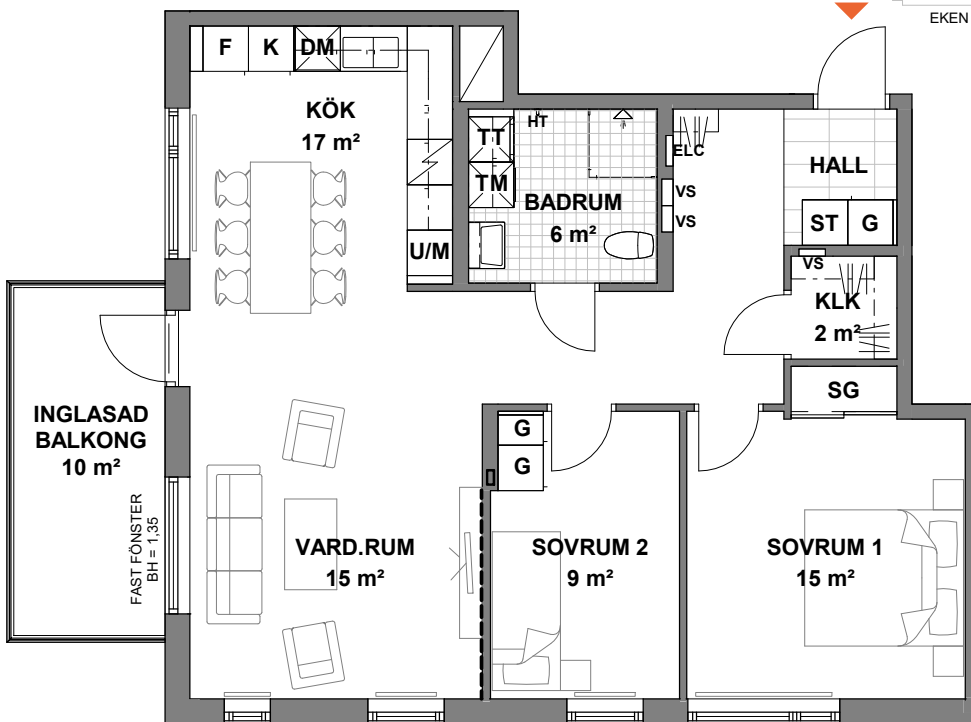 EKEN
F
K
DM
KÖK
17 m²
TT
HT
TM
BADRUM
6 m²
ELC
VS
VS
HALL
ST
G
U/M
VS
KLK
2 m²
SG
INGLASAD
BALKONG
10 m²
FAST FÖNSTER
BH = 1,35
G
G
VARD.RUM
15 m²
SOVRUM 2
9 m²
SOVRUM 1
15 m²